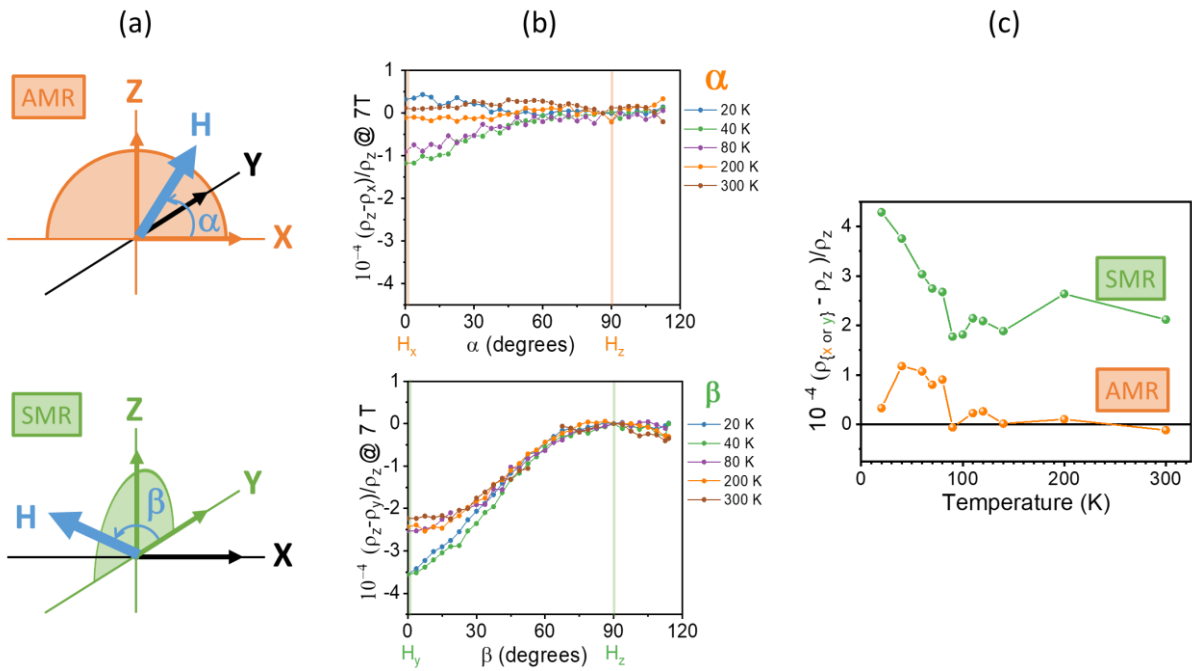 (a)
(b)
(c)
AMR
Z
H
Y
α
X
10⁻⁴ (ρz-ρx)/ρz @ 7T
1
0
-1
-2
-3
-4
0
30
60
90
120
Hx
α (degrees)
Hz
α
20 K
40 K
80 K
200 K
300 K
SMR
Z
Y
H
β
X
10⁻⁴ (ρz-ρy)/ρz @ 7 T
1
0
-1
-2
-3
-4
0
30
60
90
120
Hy
β (degrees)
Hz
β
20 K
40 K
80 K
200 K
300 K
10⁻⁴ (ρ{x or y} - ρz)/ρz
4
3
2
1
0
SMR
AMR
100
200
300
Temperature (K)